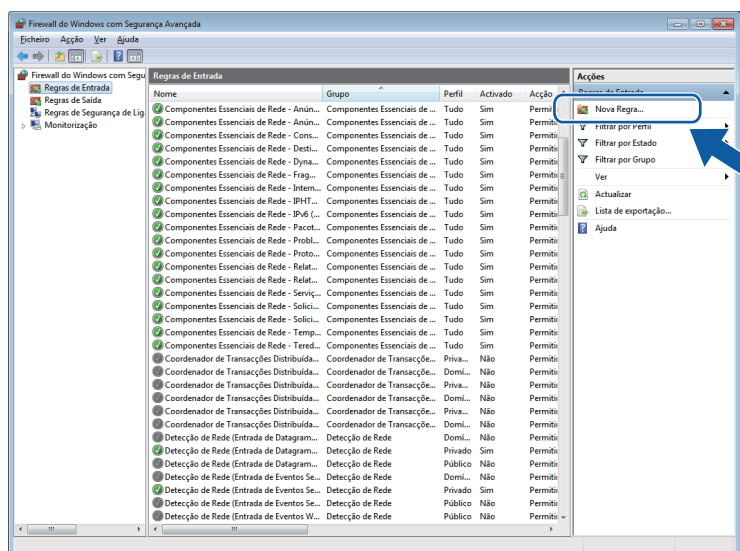 Firewall do Windows com Segurança Avançada
Ficheiro Acção Ver Ajuda
Firewall do Windows com Segu
Regras de Entrada
Regras de Saída
Regras de Segurança de Lig
Monitorização
Regras de Entrada
Nome Grupo Perfil Activado Acção
Componentes Essenciais de Rede - Anún... Componentes Essenciais de ... Tudo Sim Permiti
Componentes Essenciais de Rede - Anún... Componentes Essenciais de ... Tudo Sim Permiti
Componentes Essenciais de Rede - Cons... Componentes Essenciais de ... Tudo Sim Permiti
Componentes Essenciais de Rede - Desti... Componentes Essenciais de ... Tudo Sim Permiti
Componentes Essenciais de Rede - Dyna... Componentes Essenciais de ... Tudo Sim Permiti
Componentes Essenciais de Rede - Frag... Componentes Essenciais de ... Tudo Sim Permiti
Componentes Essenciais de Rede - Intern... Componentes Essenciais de ... Tudo Sim Permiti
Componentes Essenciais de Rede - IPHT... Componentes Essenciais de ... Tudo Sim Permiti
Componentes Essenciais de Rede - IPv6 (... Componentes Essenciais de ... Tudo Sim Permiti
Componentes Essenciais de Rede - Pacot... Componentes Essenciais de ... Tudo Sim Permiti
Componentes Essenciais de Rede - Probl... Componentes Essenciais de ... Tudo Sim Permiti
Componentes Essenciais de Rede - Proto... Componentes Essenciais de ... Tudo Sim Permiti
Componentes Essenciais de Rede - Relat... Componentes Essenciais de ... Tudo Sim Permiti
Componentes Essenciais de Rede - Relat... Componentes Essenciais de ... Tudo Sim Permiti
Componentes Essenciais de Rede - Serviç... Componentes Essenciais de ... Tudo Sim Permiti
Componentes Essenciais de Rede - Solici... Componentes Essenciais de ... Tudo Sim Permiti
Componentes Essenciais de Rede - Solici... Componentes Essenciais de ... Tudo Sim Permiti
Componentes Essenciais de Rede - Temp... Componentes Essenciais de ... Tudo Sim Permiti
Componentes Essenciais de Rede - Tered... Componentes Essenciais de ... Tudo Sim Permiti
Coordenador de Transacções Distribuída... Coordenador de Transacçõe... Priva... Não Permiti
Coordenador de Transacções Distribuída... Coordenador de Transacçõe... Domí... Não Permiti
Coordenador de Transacções Distribuída... Coordenador de Transacçõe... Priva... Não Permiti
Coordenador de Transacções Distribuída... Coordenador de Transacçõe... Domí... Não Permiti
Coordenador de Transacções Distribuída... Coordenador de Transacçõe... Priva... Não Permiti
Coordenador de Transacções Distribuída... Coordenador de Transacçõe... Domí... Não Permiti
Detecção de Rede (Entrada de Datagram... Detecção de Rede Domí... Não Permiti
Detecção de Rede (Entrada de Datagram... Detecção de Rede Privado Sim Permiti
Detecção de Rede (Entrada de Datagram... Detecção de Rede Público Não Permiti
Detecção de Rede (Entrada de Eventos Se... Detecção de Rede Domí... Não Permiti
Detecção de Rede (Entrada de Eventos Se... Detecção de Rede Privado Sim Permiti
Detecção de Rede (Entrada de Eventos Se... Detecção de Rede Público Não Permiti
Detecção de Rede (Entrada de Eventos W... Detecção de Rede Público Não Permiti
Acções
Regras de Entrada
Nova Regra...
Filtrar por Perfil
Filtrar por Estado
Filtrar por Grupo
Ver
Actualizar
Lista de exportação...
Ajuda